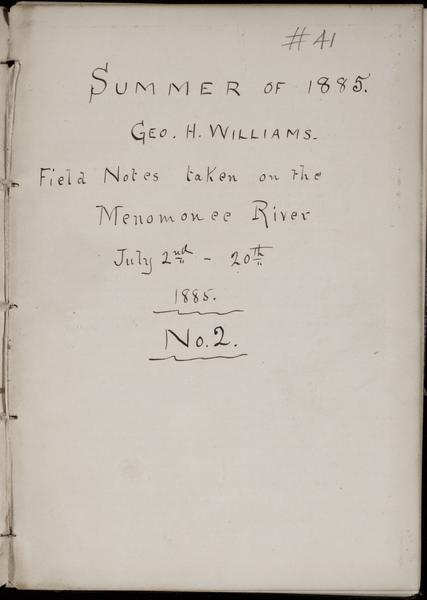 #41
SUMMER OF 1885.
GEO. H. WILLIAMS.
Field Notes taken on the
Menomonee River
July 2nd - 20th
1885.
No. 2.